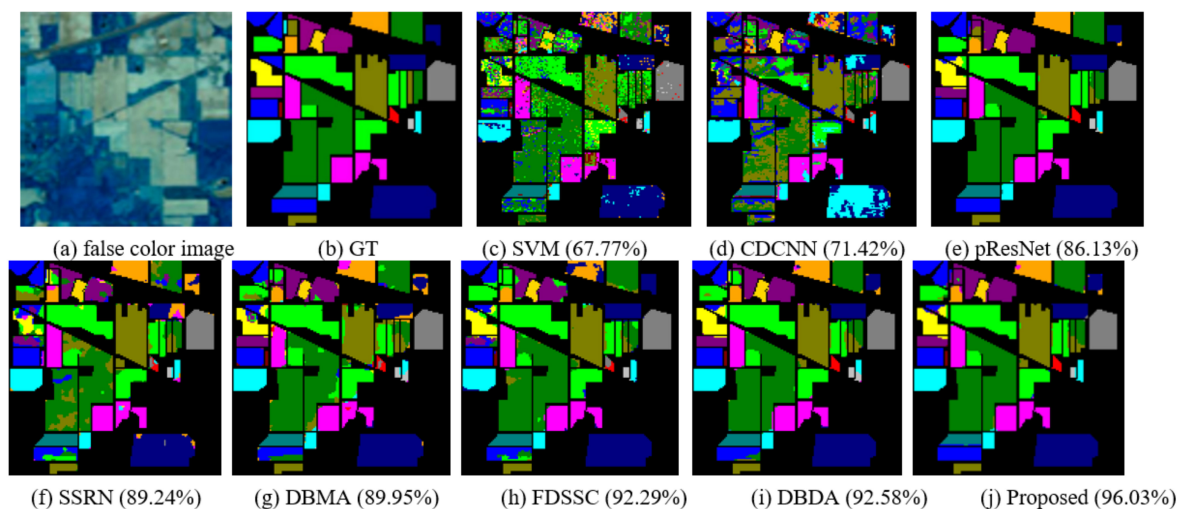 (a) false color image
(b) GT
(c) SVM (67.77%)
(d) CDCNN (71.42%)
(e) pResNet (86.13%)
(f) SSRN (89.24%)
(g) DBMA (89.95%)
(h) FDSSC (92.29%)
(i) DBDA (92.58%)
(j) Proposed (96.03%)